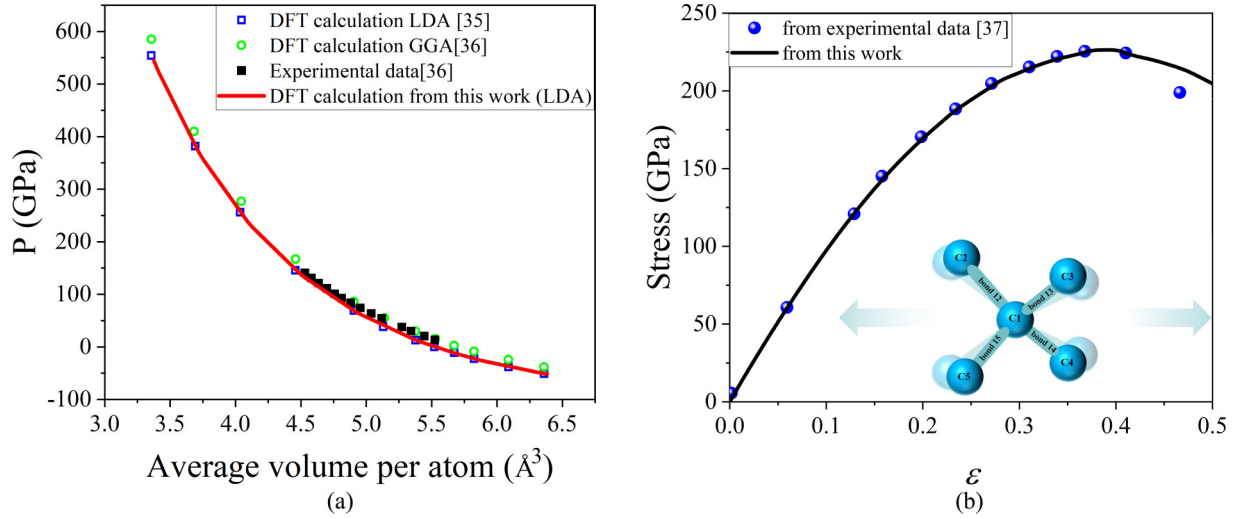 DFT calculation LDA [35]
DFT calculation GGA[36]
Experimental data[36]
DFT calculation from this work (LDA)
600
500
400
300
200
100
0
-100
P (GPa)
3.0 3.5 4.0 4.5 5.0 5.5 6.0 6.5
Average volume per atom (Å³)
(a)
from experimental data [37]
from this work
250
200
150
100
50
0
Stress (GPa)
C2
C3
bond 12
bond 13
C1
bond 15
bond 14
C5
C4
0.0 0.1 0.2 0.3 0.4 0.5
ε
(b)